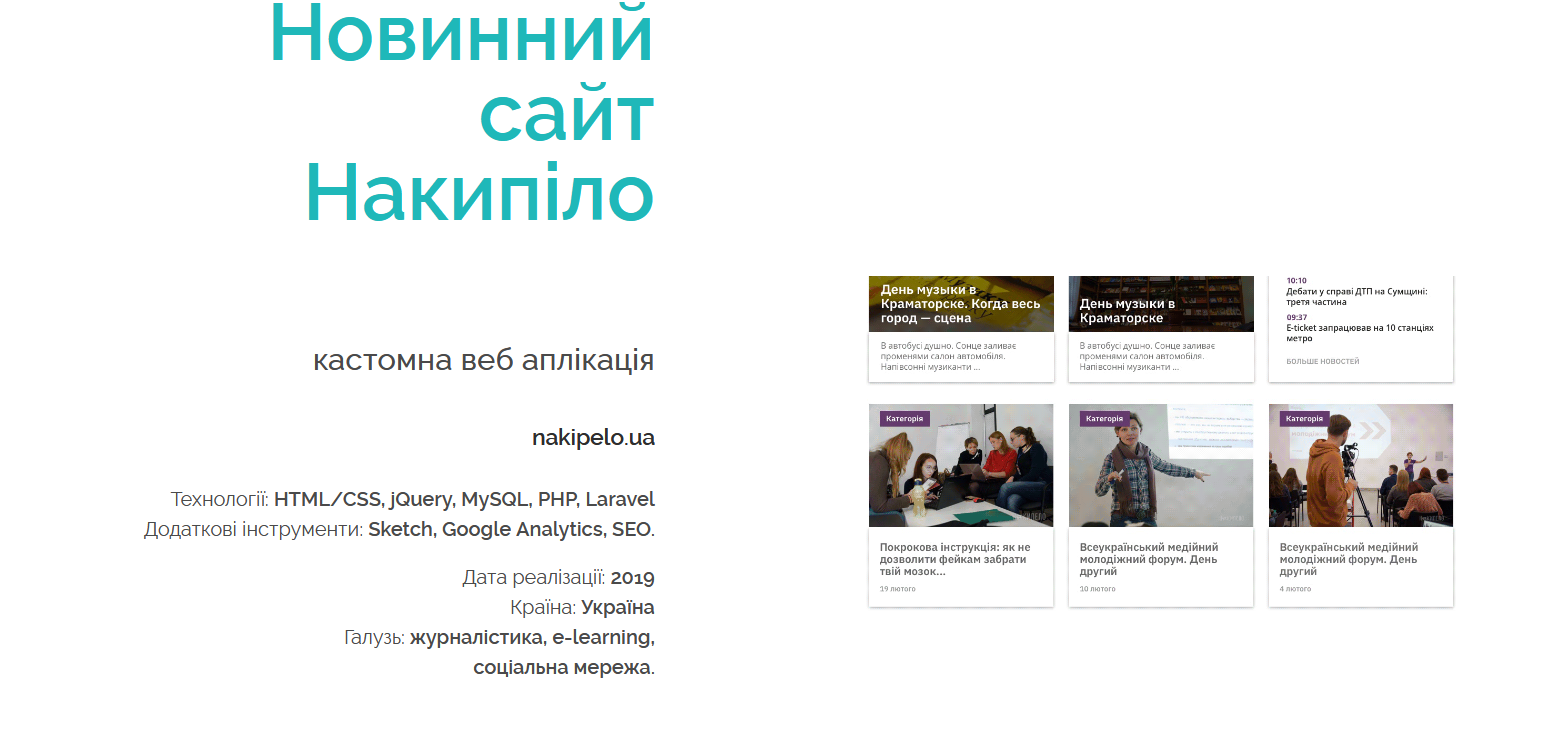 Новинний
сайт
Накипіло
кастомна веб аплікація
nakipelo.ua
Технології: HTML/CSS, jQuery, MySQL, PHP, Laravel
Додаткові інструменти: Sketch, Google Analytics, SEO.
Дата реалізації: 2019
Країна: Україна
Галузь: журналістика, e-learning,
соціальна мережа.
День музыки в
Краматорске. Когда весь
город — сцена
В автобусі душно. Сонце заливає
променями салон автомобіля.
Напівсонні музиканти ...
День музыки в
Краматорске
В автобусі душно. Сонце заливає
променями салон автомобіля.
Напівсонні музиканти ...
10:10
Дебати у справі ДТП на Сумщині:
третя частина
09:37
E-ticket запрацював на 10 станціях
метро
БОЛЬШЕ НОВОСТЕЙ
Категорія
Покрокова інструкція: як не
дозволити фейкам забрати
твій мозок...
19 лютого
Категорія
Всеукраїнський медійний
молодіжний форум. День
другий
10 лютого
Категорія
Всеукраїнський медійний
молодіжний форум. День
другий
4 лютого